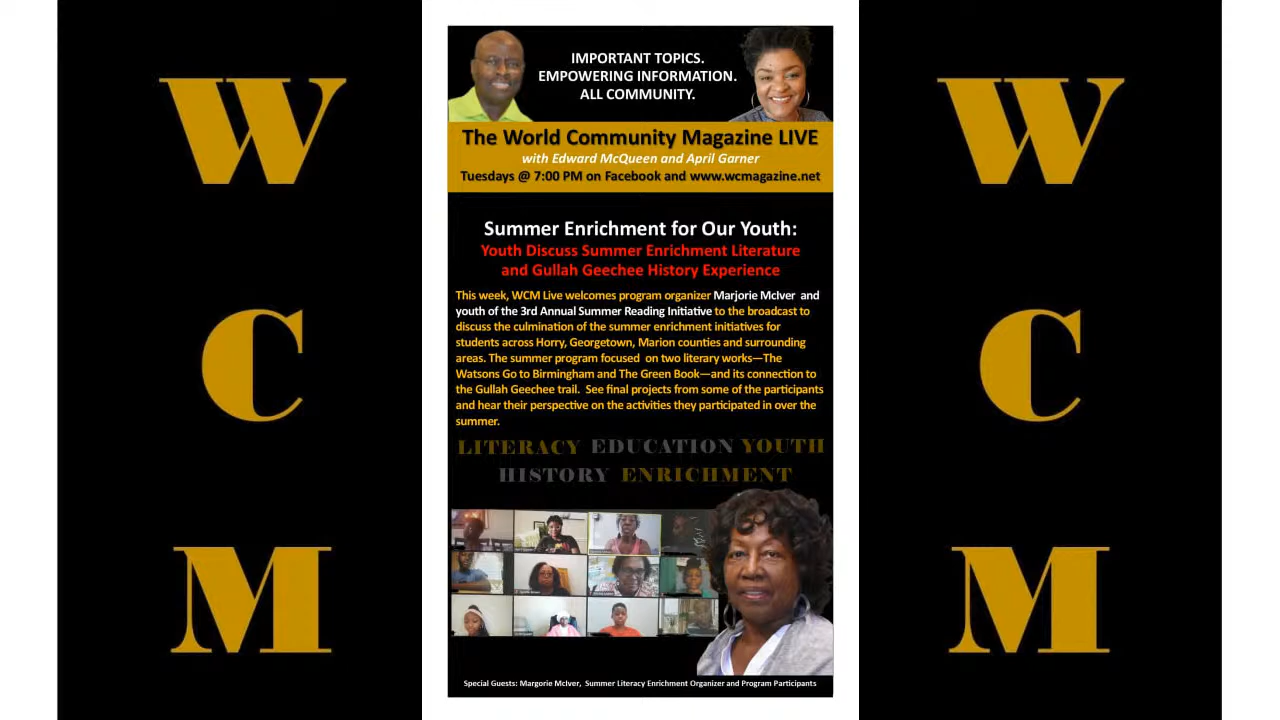 W
C
M
IMPORTANT TOPICS.
EMPOWERING INFORMATION.
ALL COMMUNITY.
The World Community Magazine LIVE
with Edward McQueen and April Garner
Tuesdays @ 7:00 PM on Facebook and www.wcmagazine.net
Summer Enrichment for Our Youth:
Youth Discuss Summer Enrichment Literature
and Gullah Geechee History Experience
This week, WCM Live welcomes program organizer Marjorie McIver and
youth of the 3rd Annual Summer Reading Initiative to the broadcast to
discuss the culmination of the summer enrichment initiatives for
students across Horry, Georgetown, Marion counties and surrounding
areas. The summer program focused on two literary works—The
Watsons Go to Birmingham and The Green Book—and its connection to
the Gullah Geechee trail. See final projects from some of the participants
and hear their perspective on the activities they participated in over the
summer.
LITERACY EDUCATION YOUTH
HISTORY ENRICHMENT
Special Guests: Margorie McIver, Summer Literacy Enrichment Organizer and Program Participants
W
C
M